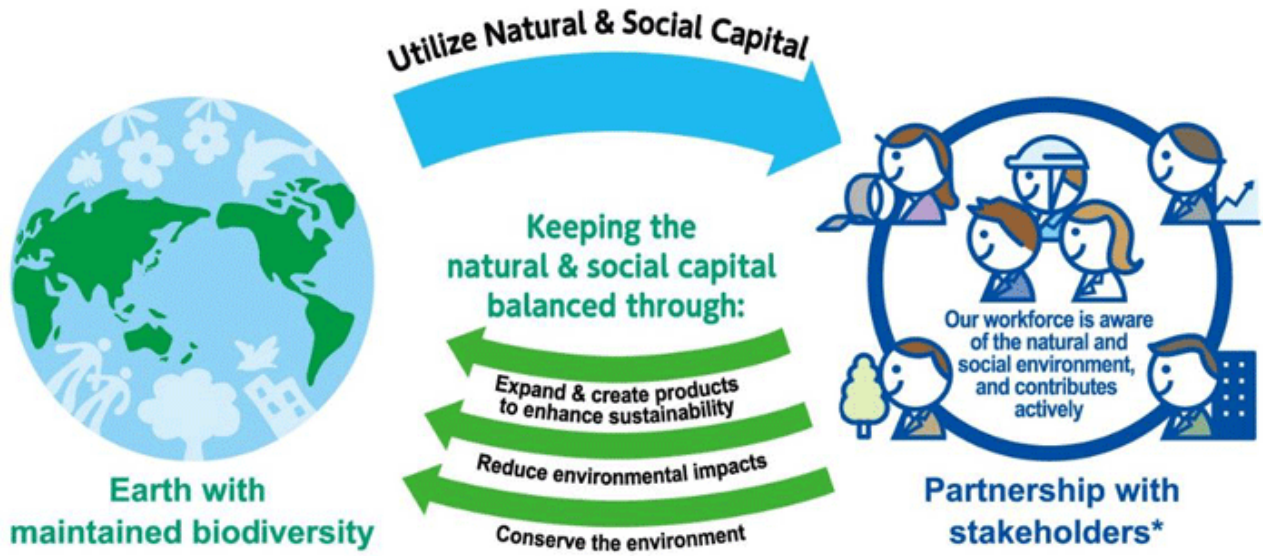 Utilize Natural & Social Capital
Keeping the
natural & social capital
balanced through:
Expand & create products
to enhance sustainability
Reduce environmental impacts
Conserve the environment
Earth with
maintained biodiversity
Our workforce is aware
of the natural and
social environment,
and contributes
actively
Partnership with
stakeholders*